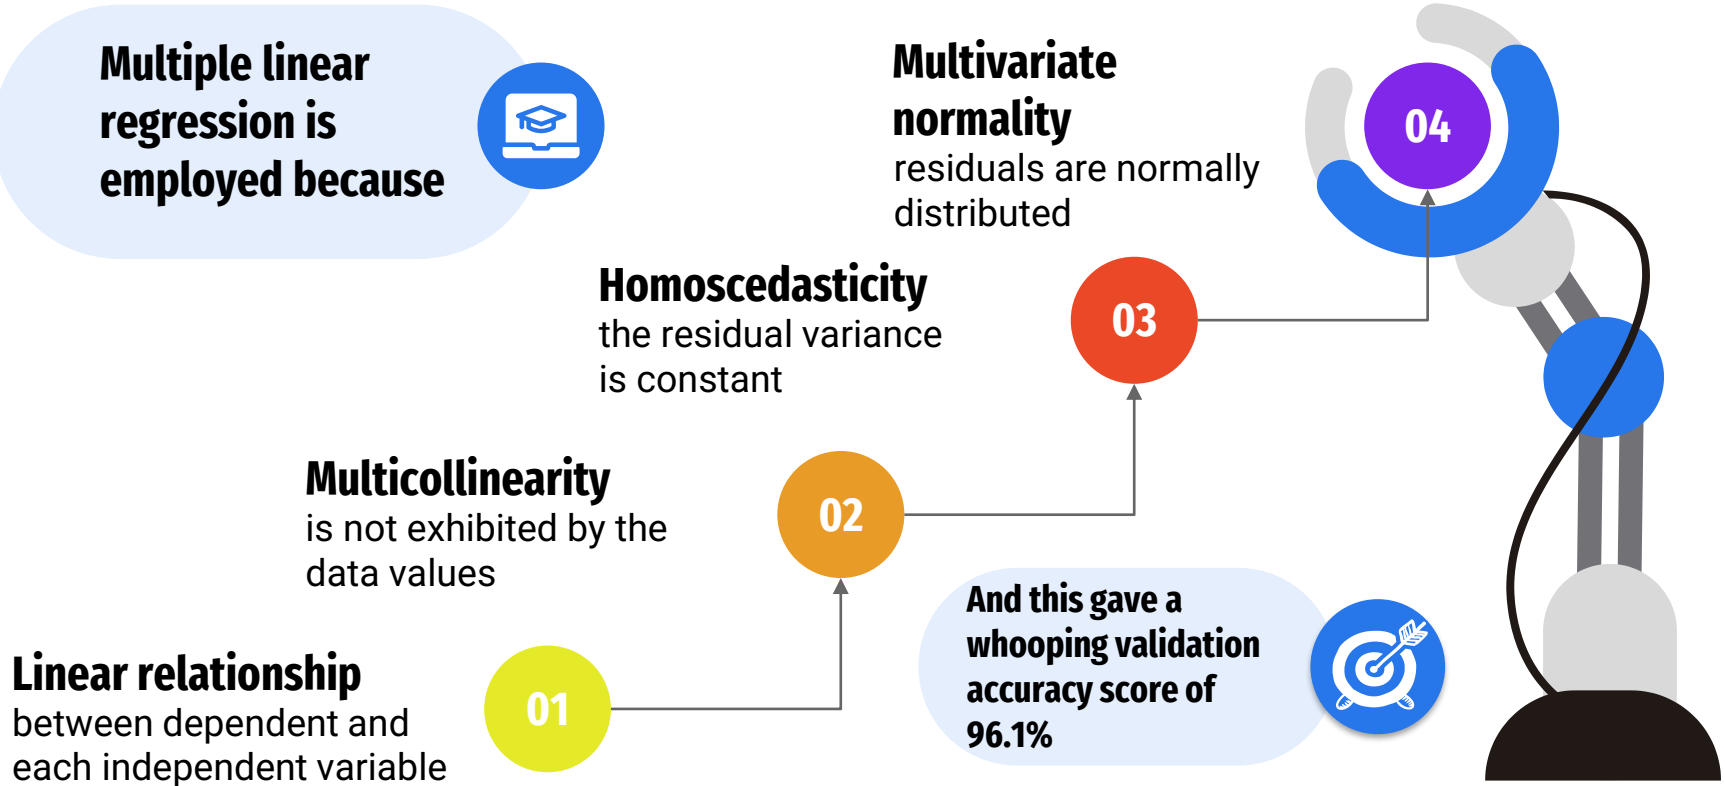 Multiple linear
regression is
employed because
Multivariate
normality
residuals are normally
distributed
04
Homoscedasticity
the residual variance
is constant
03
Multicollinearity
is not exhibited by the
data values
02
Linear relationship
between dependent and
each independent variable
01
And this gave a
whooping validation
accuracy score of
96.1%